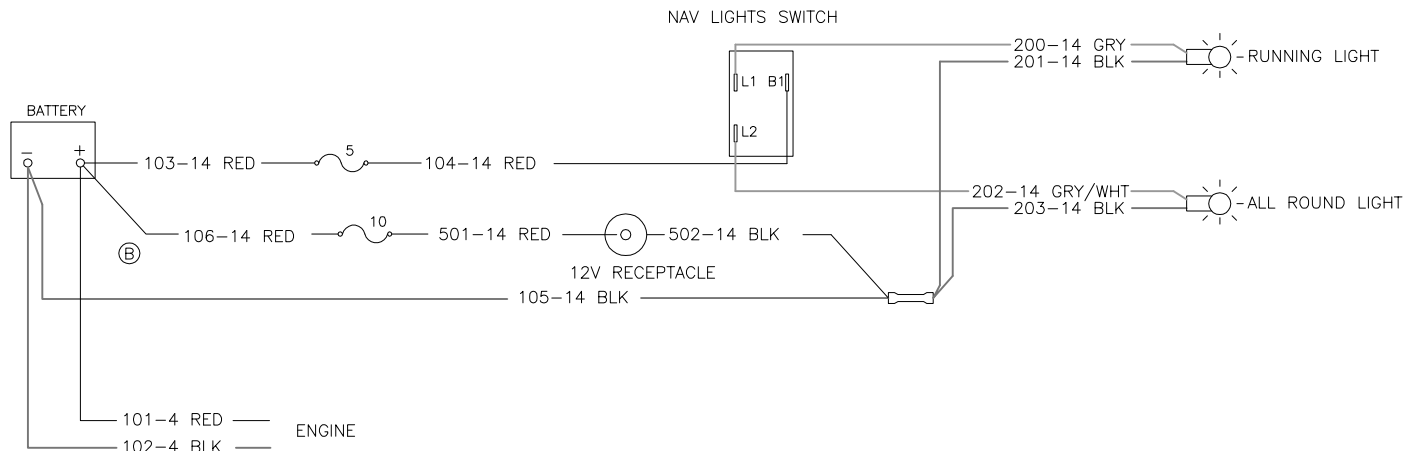 NAV LIGHTS SWITCH
200-14 GRY
201-14 BLK
RUNNING LIGHT
L1 B1
L2
BATTERY
- +
103-14 RED
5
104-14 RED
202-14 GRY/WHT
203-14 BLK
ALL ROUND LIGHT
106-14 RED
10
501-14 RED
502-14 BLK
B
12V RECEPTACLE
105-14 BLK
101-4 RED
ENGINE
102-4 BLK